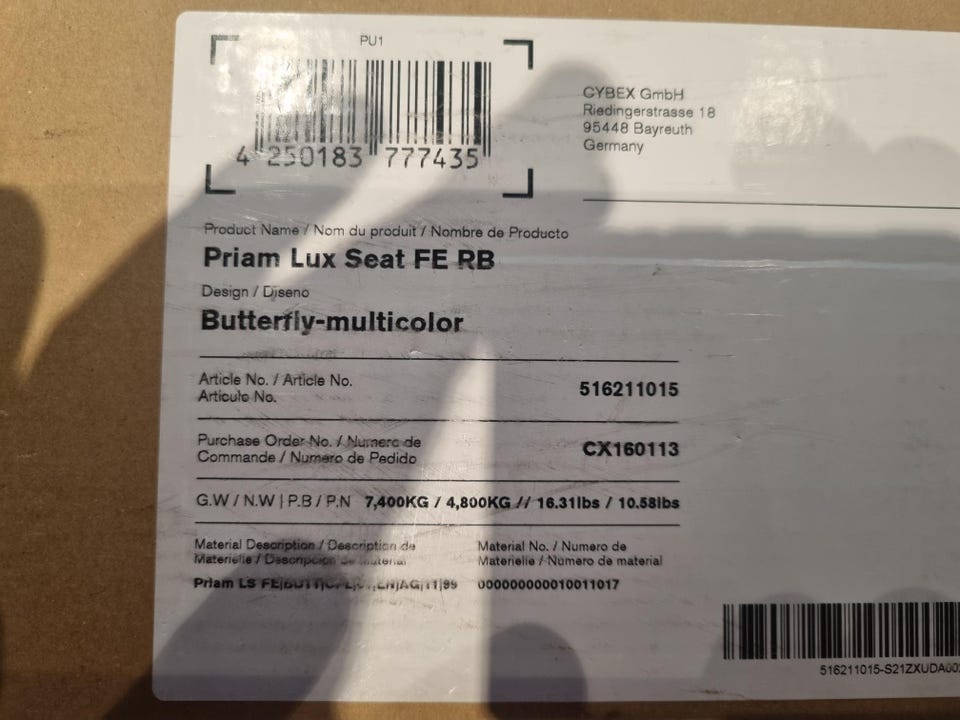 PU1
4 250183 777435
CYBEX GmbH
Riedingerstrasse 18
95448 Bayreuth
Germany
Product Name / Nom du produit / Nombre de Producto
Priam Lux Seat FE RB
Design / Diseno
Butterfly-multicolor
Article No. / Article No.
Articulo No.
516211015
Purchase Order No. / Numero de
Commande / Numero de Pedido
CX160113
G.W / N.W | P.B / P.N 7,400KG / 4,800KG // 16.31lbs / 10.58lbs
Material Description / Description de
Materielle / Descripcion de material
Material No. / Numero de
Materielle / Numero de material
Priam LS
000000000010011017